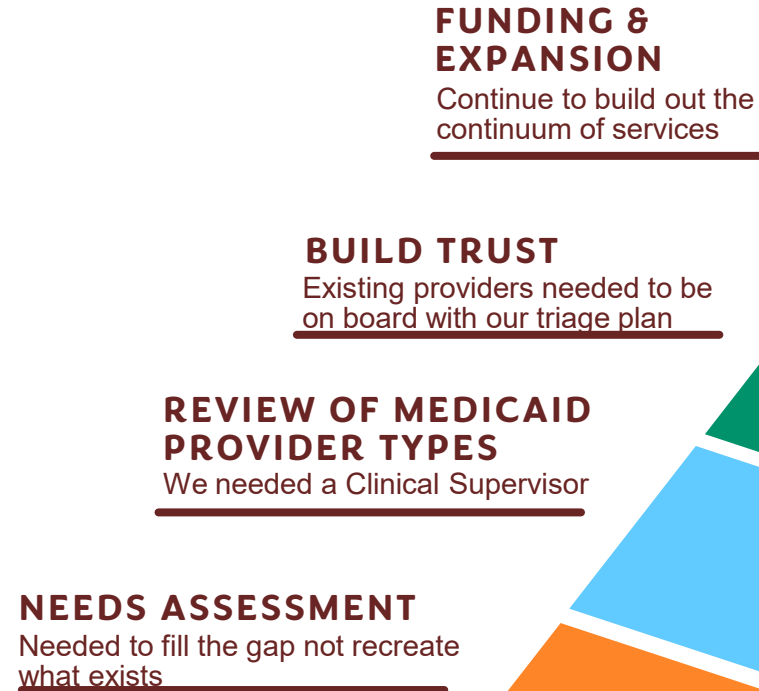 FUNDING &
EXPANSION
Continue to build out the
continuum of services
BUILD TRUST
Existing providers needed to be
on board with our triage plan
REVIEW OF MEDICAID
PROVIDER TYPES
We needed a Clinical Supervisor
NEEDS ASSESSMENT
Needed to fill the gap not recreate
what exists